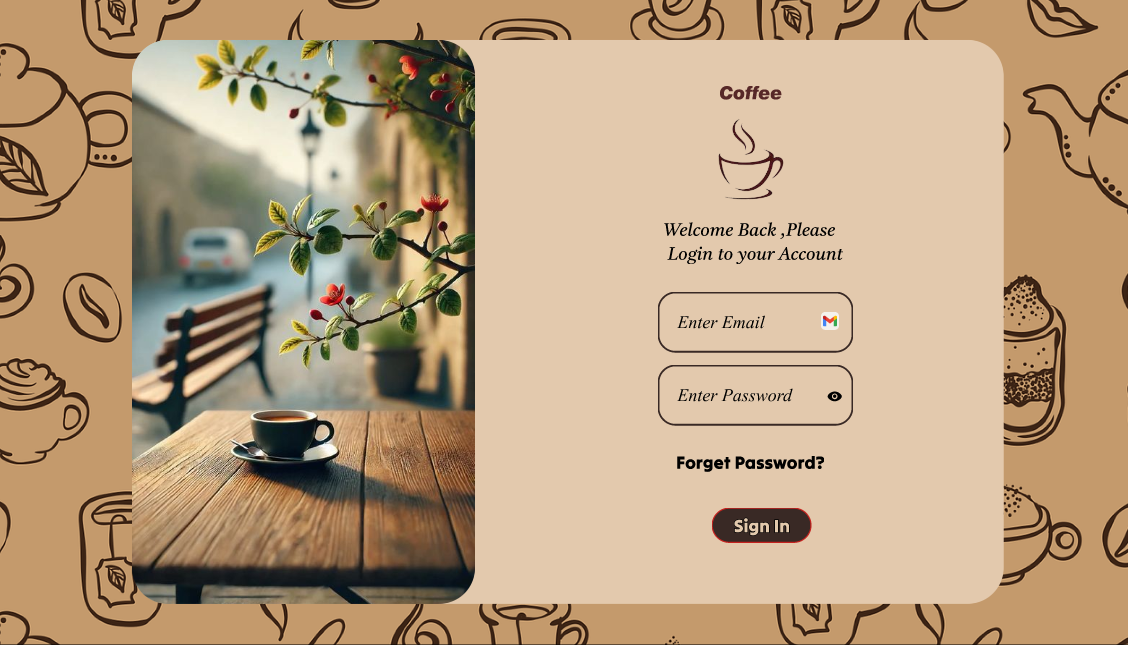 Coffee
Welcome Back ,Please
Login to your Account
Enter Email
Enter Password
Forget Password?
Sign In